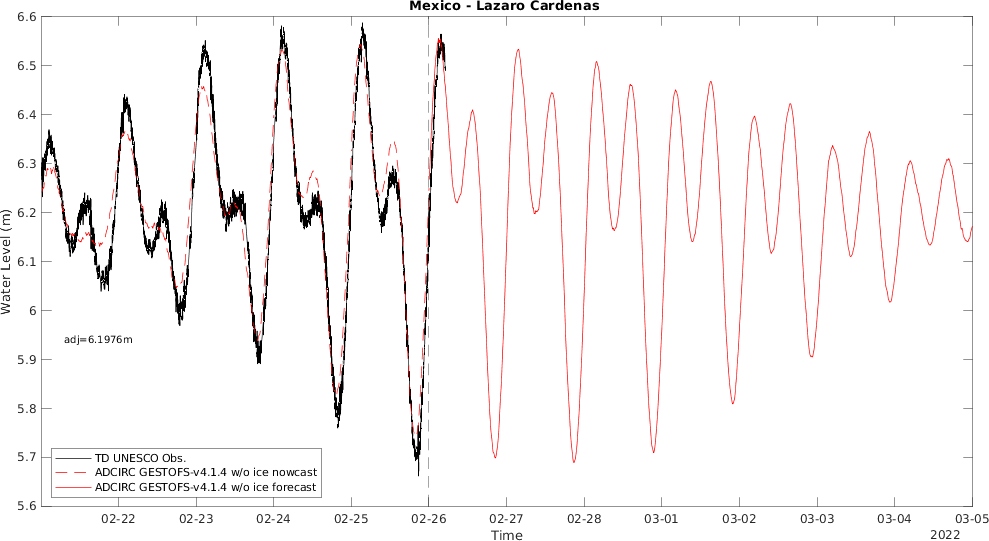 Mexico - Lazaro Cardenas
6.6
6.5
6.4
6.3
6.2
6.1
6
5.9
5.8
5.7
5.6
Water Level (m)
adj=6.1976m
TD UNESCO Obs.
ADCIRC GESTOFS-v4.1.4 w/o ice nowcast
ADCIRC GESTOFS-v4.1.4 w/o ice forecast
02-22 02-23 02-24 02-25 02-26 02-27 02-28 03-01 03-02 03-03 03-04 03-05
Time
2022